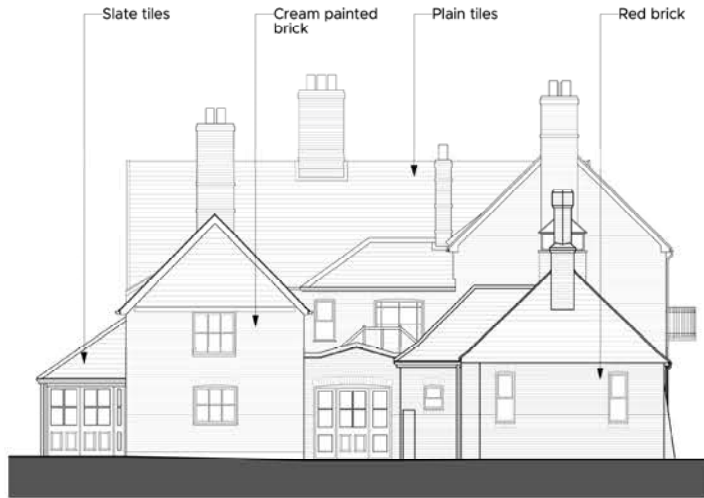 Slate tiles
Cream painted
brick
Plain tiles
Red brick